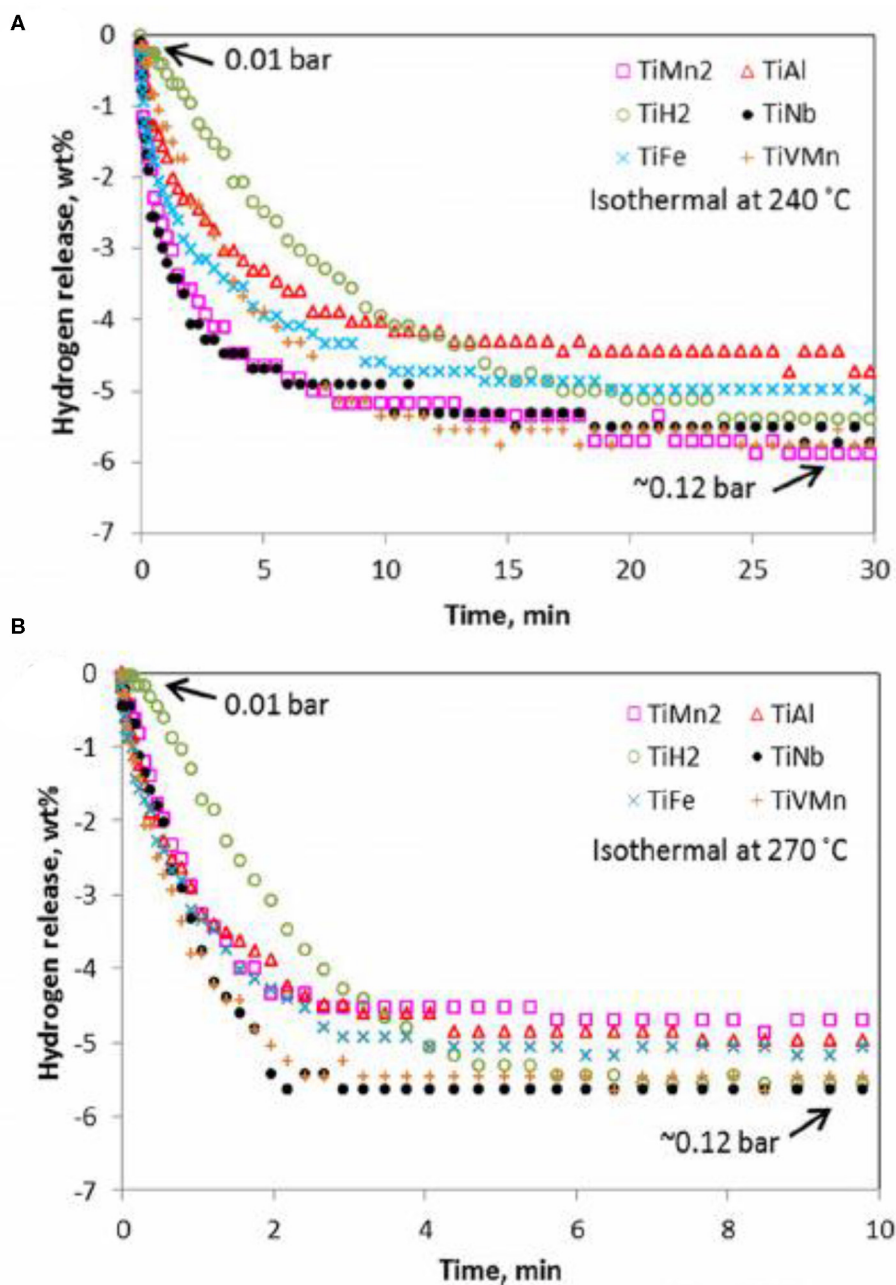 A
0
0.01 bar
TiMn2
TiAl
-1
TiH2
TiNb
TiFe
TiVMn
-2
Isothermal at 240 ˚C
-3
Hydrogen release, wt%
-4
-5
-6
~0.12 bar
-7
0 5 10 15 20 25 30
Time, min
B
0
0.01 bar
TiMn2
TiAl
-1
TiH2
TiNb
TiFe
TiVMn
-2
Isothermal at 270 ˚C
-3
Hydrogen release, wt%
-4
-5
-6
~0.12 bar
-7
0 2 4 6 8 10
Time, min